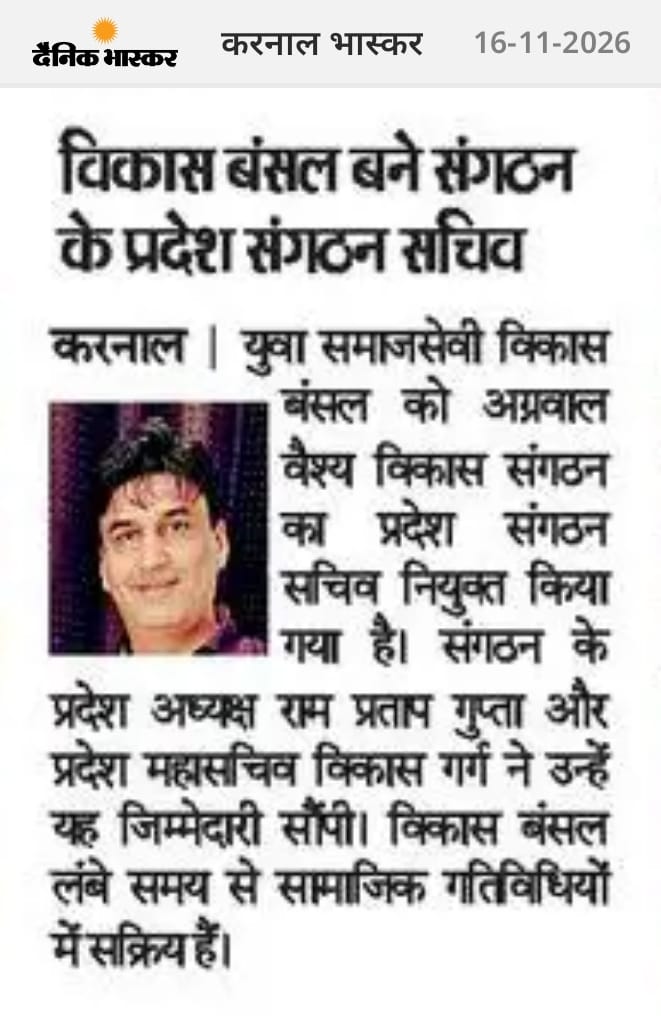 दैनिक भास्कर करनाल भास्कर 16-11-2026
विकास बंसल बने संगठन
के प्रदेश संगठन सचिव
करनाल | युवा समाजसेवी विकास
बंसल को अग्रवाल
वैश्य विकास संगठन
का प्रदेश संगठन
सचिव नियुक्त किया
गया है। संगठन के
प्रदेश अध्यक्ष राम प्रताप गुप्ता और
प्रदेश महासचिव विकास गर्ग ने उन्हें
यह जिम्मेदारी सौंपी। विकास बंसल
लंबे समय से सामाजिक गतिविधियों
में सक्रिय हैं।